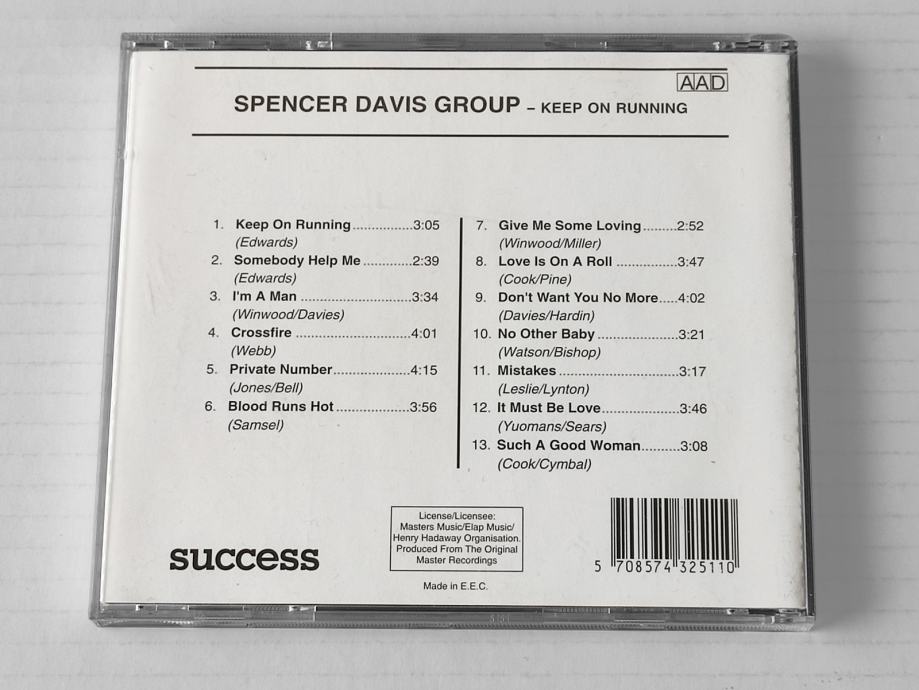 AAD
SPENCER DAVIS GROUP – KEEP ON RUNNING
1. Keep On Running..............3:05
(Edwards)
2. Somebody Help Me ............2:39
(Edwards)
3. I'm A Man ..........................3:34
(Winwood/Davies)
4. Crossfire ...........................4:01
(Webb)
5. Private Number..................4:15
(Jones/Bell)
6. Blood Runs Hot .................3:56
(Samsel)
7. Give Me Some Loving........2:52
(Winwood/Miller)
8. Love Is On A Roll ...............3:47
(Cook/Pine)
9. Don't Want You No More.....4:02
(Davies/Hardin)
10. No Other Baby ...................3:21
(Watson/Bishop)
11. Mistakes ............................3:17
(Leslie/Lynton)
12. It Must Be Love..................3:46
(Yuomans/Sears)
13. Such A Good Woman.........3:08
(Cook/Cymbal)
success
License/Licensee:
Masters Music/Elap Music/
Henry Hadaway Organisation.
Produced From The Original
Master Recordings
Made in E.E.C.
5 708574 325110